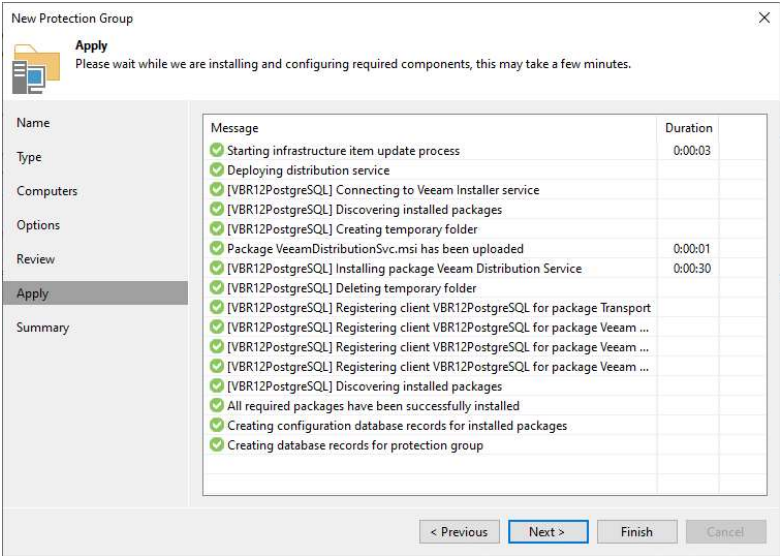 New Protection Group
Apply
Please wait while we are installing and configuring required components, this may take a few minutes.
Name
Type
Computers
Options
Review
Apply
Summary
Message Duration
Starting infrastructure item update process 0:00:03
Deploying distribution service
[VBR12PostgreSQL] Connecting to Veeam Installer service
[VBR12PostgreSQL] Discovering installed packages
[VBR12PostgreSQL] Creating temporary folder
Package VeeamDistributionSvc.msi has been uploaded 0:00:01
[VBR12PostgreSQL] Installing package Veeam Distribution Service 0:00:30
[VBR12PostgreSQL] Deleting temporary folder
[VBR12PostgreSQL] Registering client VBR12PostgreSQL for package Transport
[VBR12PostgreSQL] Registering client VBR12PostgreSQL for package Veeam ...
[VBR12PostgreSQL] Registering client VBR12PostgreSQL for package Veeam ...
[VBR12PostgreSQL] Registering client VBR12PostgreSQL for package Veeam ...
[VBR12PostgreSQL] Discovering installed packages
All required packages have been successfully installed
Creating configuration database records for installed packages
Creating database records for protection group
< Previous Next > Finish Cancel